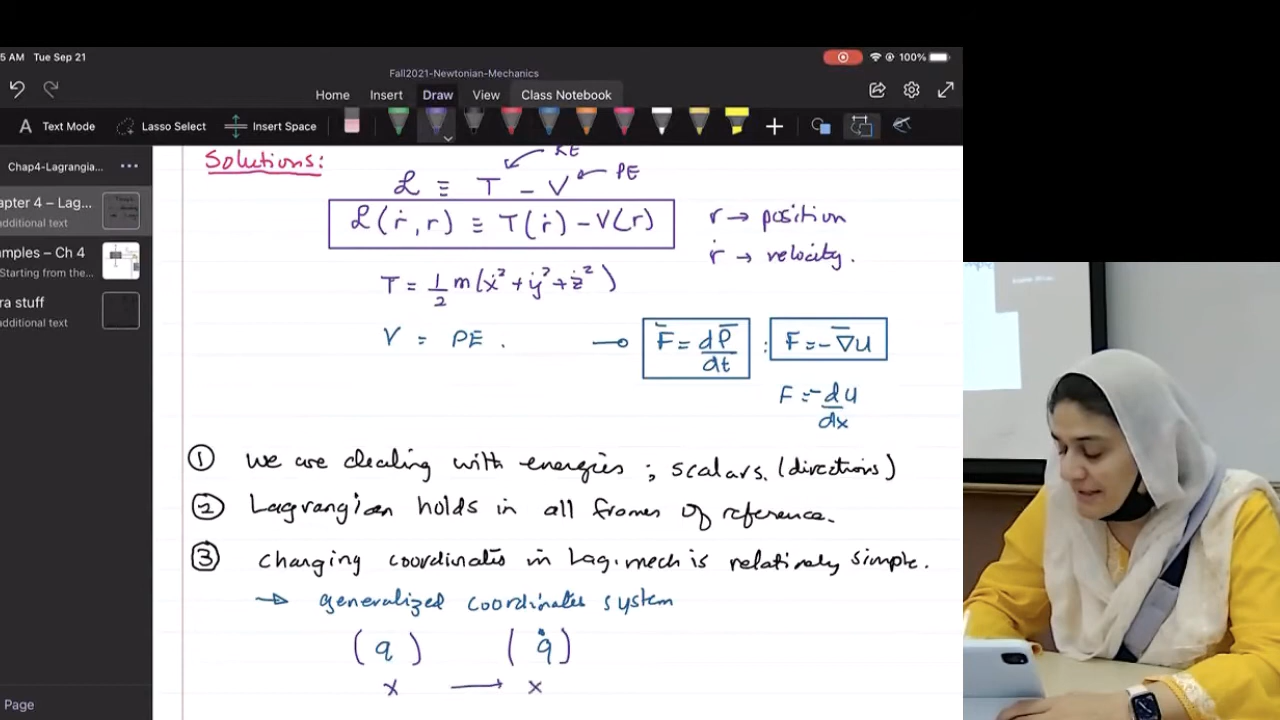 5 AM Tue Sep 21 100%
Fall2021-Newtonian-Mechanics
Home Insert Draw View Class Notebook
Text Mode Lasso Select Insert Space
Chap4-Lagrangia...
apter 4 – Lag...
additional text
amples – Ch 4
Starting from the...
ra stuff
additional text
Page
Solutions:
KE
ℒ ≡ T - V PE
ℒ(ṙ, r) ≡ T(ṙ) - V(r)
r → position
ṙ → velocity.
T = 1/2 m(ẋ² + ẏ² + ż²)
V = PE.
F̄ = dP̄/dt : F = -∇̄u
F = -du/dx
① We are dealing with energies ; scalars. (directions)
② Lagrangian holds in all frames of reference.
③ Changing coordinates in Lag. mech is relatively simple.
→ generalized coordinates system
(q) (q̇)
x → x